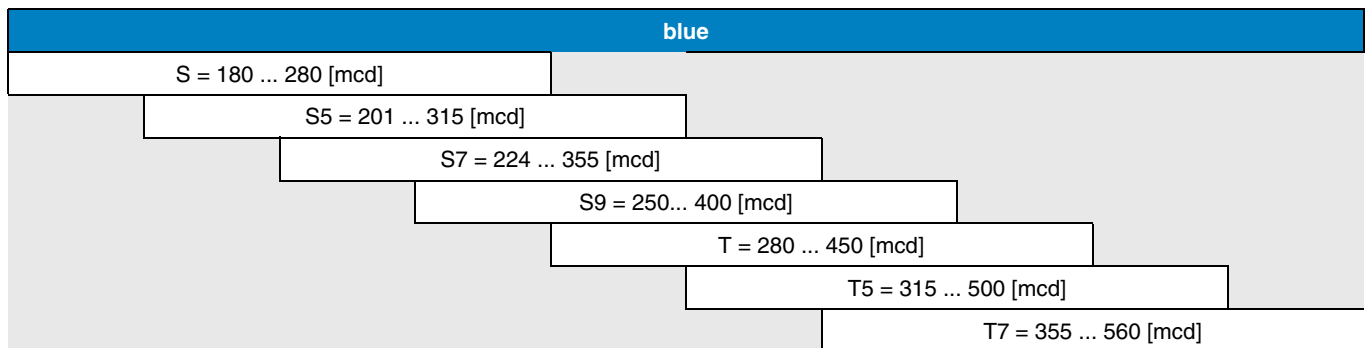 blue
S = 180 ... 280 [mcd]
S5 = 201 ... 315 [mcd]
S7 = 224 ... 355 [mcd]
S9 = 250... 400 [mcd]
T = 280 ... 450 [mcd]
T5 = 315 ... 500 [mcd]
T7 = 355 ... 560 [mcd]